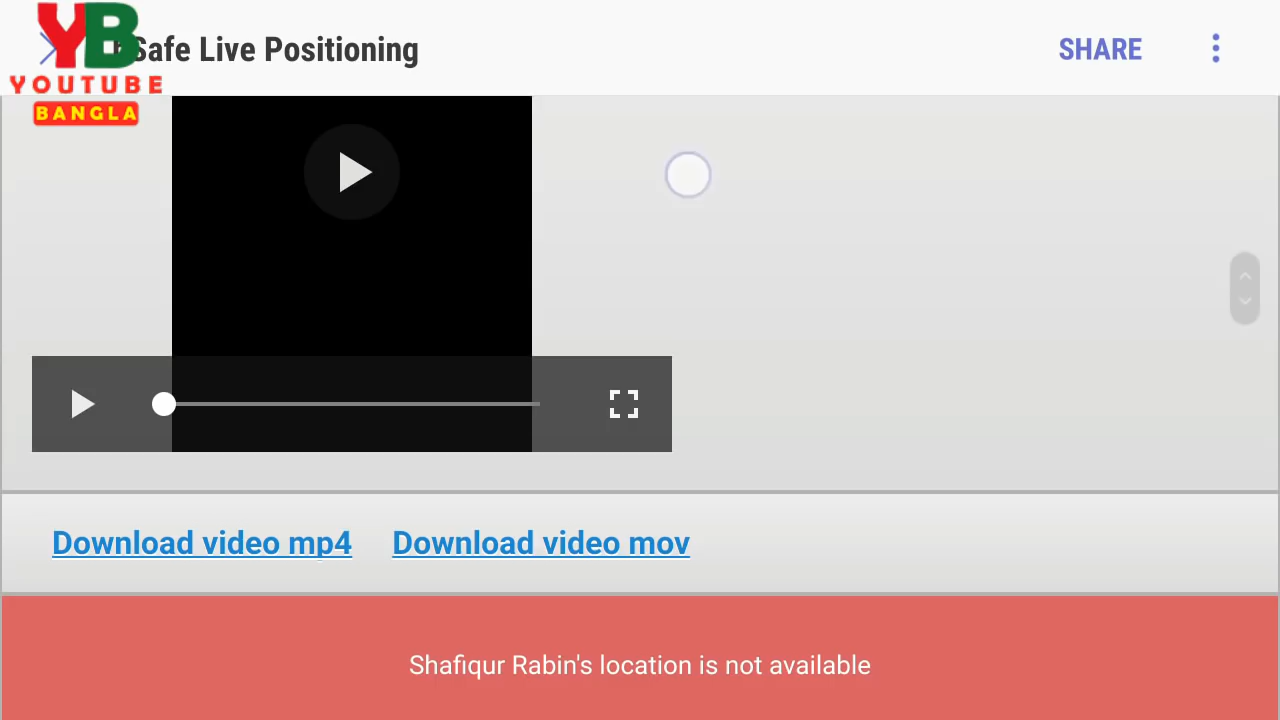 YB
YOUTUBE
BANGLA
Safe Live Positioning
SHARE
Download video mp4 Download video mov
Shafiqur Rabin's location is not available